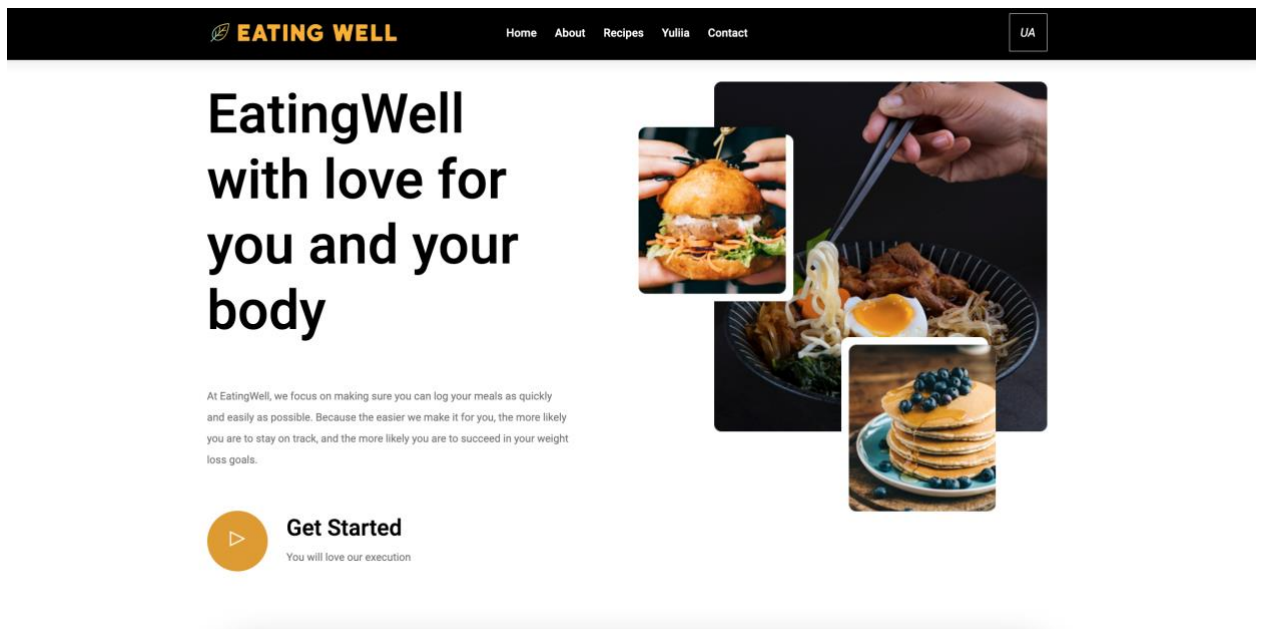 EATING WELL
Home About Recipes Yuliia Contact
UA
EatingWell
with love for
you and your
body
At EatingWell, we focus on making sure you can log your meals as quickly
and easily as possible. Because the easier we make it for you, the more likely
you are to stay on track, and the more likely you are to succeed in your weight
loss goals.
Get Started
You will love our execution